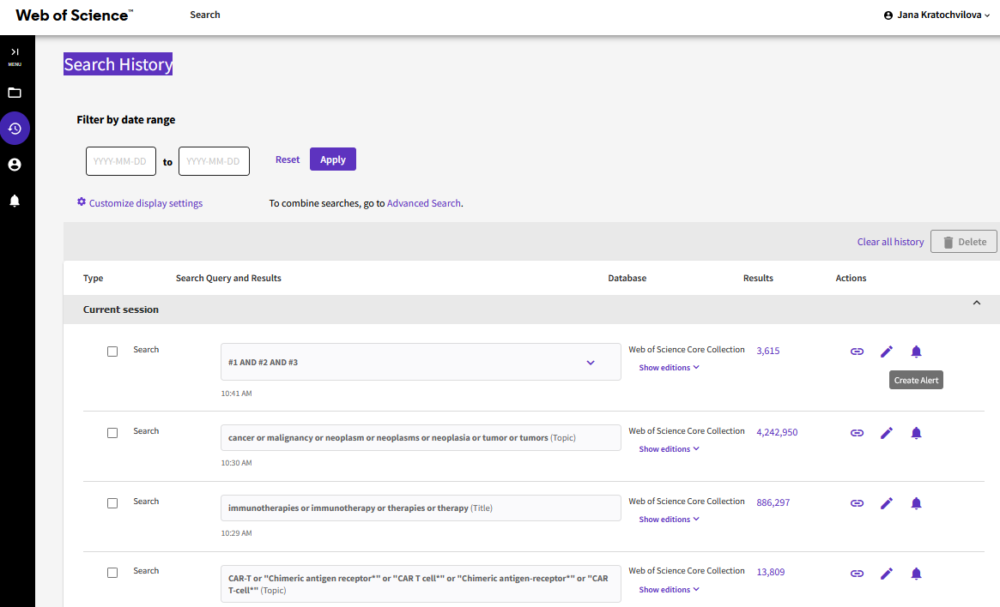 Web of Science™
Search
Jana Kratochvilova
MENU
Search History
Filter by date range
YYYY-MM-DD to YYYY-MM-DD Reset Apply
Customize display settings To combine searches, go to Advanced Search.
Clear all history Delete
Type Search Query and Results Database Results Actions
Current session
Search #1 AND #2 AND #3 Web of Science Core Collection 3,615
Show editions
Create Alert
10:41 AM
Search cancer or malignancy or neoplasm or neoplasms or neoplasia or tumor or tumors (Topic) Web of Science Core Collection 4,242,950
Show editions
10:30 AM
Search immunotherapies or immunotherapy or therapies or therapy (Title) Web of Science Core Collection 886,297
Show editions
10:29 AM
Search CAR-T or "Chimeric antigen receptor*" or "CAR T cell*" or "Chimeric antigen-receptor*" or "CAR Web of Science Core Collection 13,809
T-cell*" (Topic) Show editions